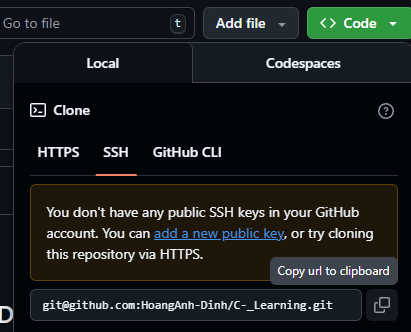 Go to file t Add file <> Code
Local Codespaces
Clone
HTTPS SSH GitHub CLI
You don't have any public SSH keys in your GitHub
account. You can add a new public key, or try cloning
this repository via HTTPS.
Copy url to clipboard
git@github.com:HoangAnh-Dinh/C-_Learning.git
D